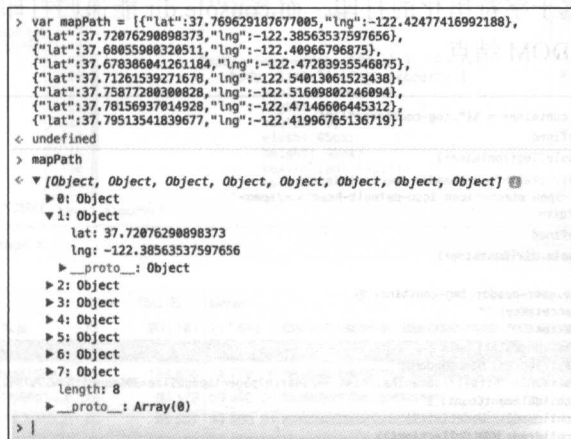 > var mapPath = [{"lat":37.769629187677005,"lng":-122.42477416992188},
{"lat":37.72076290898373,"lng":-122.385635375976565},
{"lat":37.68055980320511,"lng":-122.40966796875},
{"lat":37.678386041261184,"lng":-122.47283935546875},
{"lat":37.71261539271678,"lng":-122.54013061523438},
{"lat":37.75877280300828,"lng":-122.51609802246094},
{"lat":37.78156937014928,"lng":-122.47146606445312},
{"lat":37.79513541839677,"lng":-122.41996765136719}]
< undefined
> mapPath
< ▼ [Object, Object, Object, Object, Object, Object, Object, Object] i
▶ 0: Object
▼ 1: Object
lat: 37.72076290898373
lng: -122.38563537597656
▶ __proto__: Object
▶ 2: Object
▶ 3: Object
▶ 4: Object
▶ 5: Object
▶ 6: Object
▶ 7: Object
length: 8
▶ __proto__: Array(0)
> |